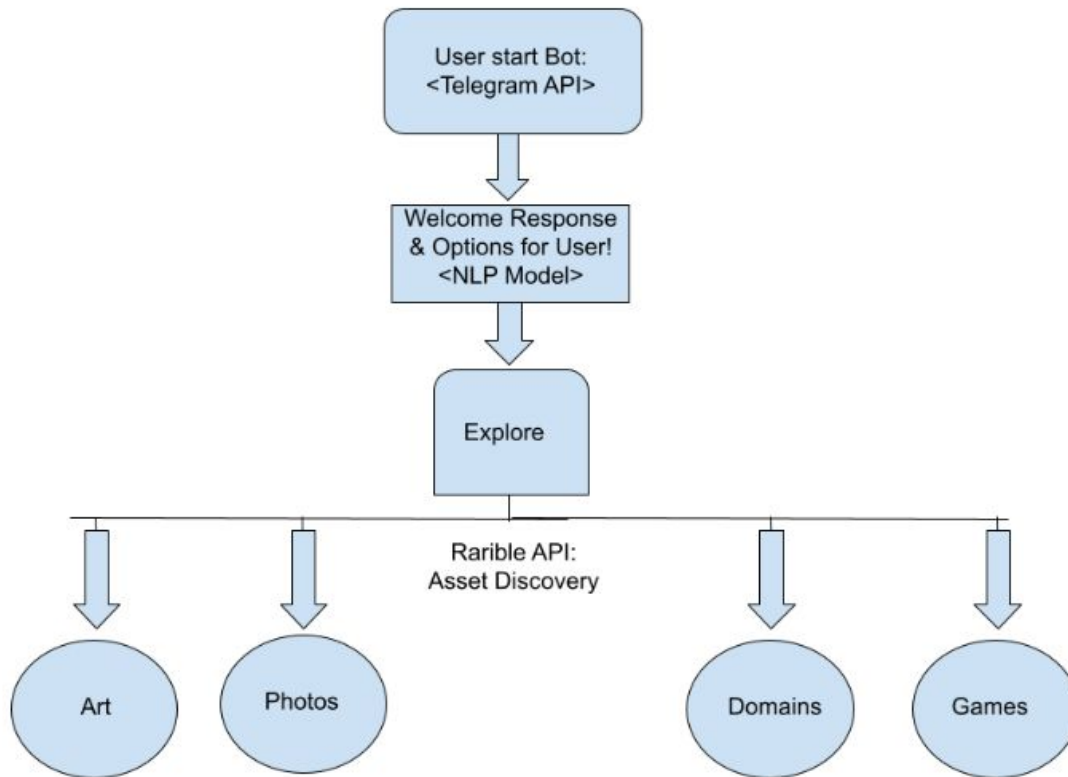 User start Bot:
<Telegram API>
Welcome Response
& Options for User!
<NLP Model>
Explore
Rarible API:
Asset Discovery
Art
Photos
Domains
Games